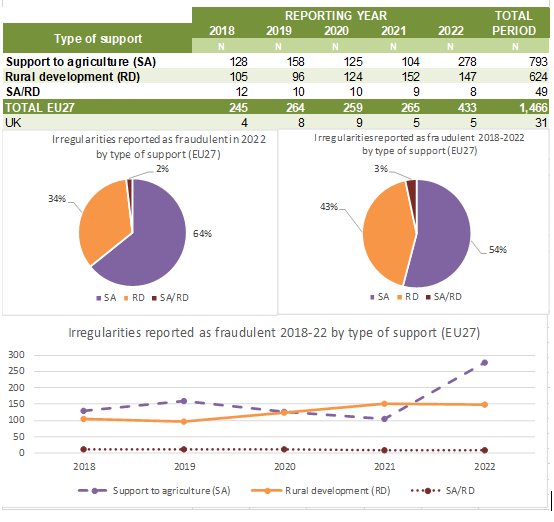 REPORTING YEAR TOTAL PERIOD
Type of support 2018 2019 2020 2021 2022
N N N N N N
Support to agriculture (SA) 128 158 125 104 278 793
Rural development (RD) 105 96 124 152 147 624
SA/RD 12 10 10 9 8 49
TOTAL EU27 245 264 259 265 433 1,466
UK 4 8 9 5 5 31
Irregularities reported as fraudulent in 2022
by type of support (EU27)
2%
34%
64%
SA RD SA/RD
Irregularities reported as fraudulent 2018-2022
by type of support (EU27)
3%
43%
54%
SA RD SA/RD
Irregularities reported as fraudulent 2018-22 by type of support (EU27)
300
250
200
150
100
50
0
2018 2019 2020 2021 2022
Support to agriculture (SA) Rural development (RD) SA/RD